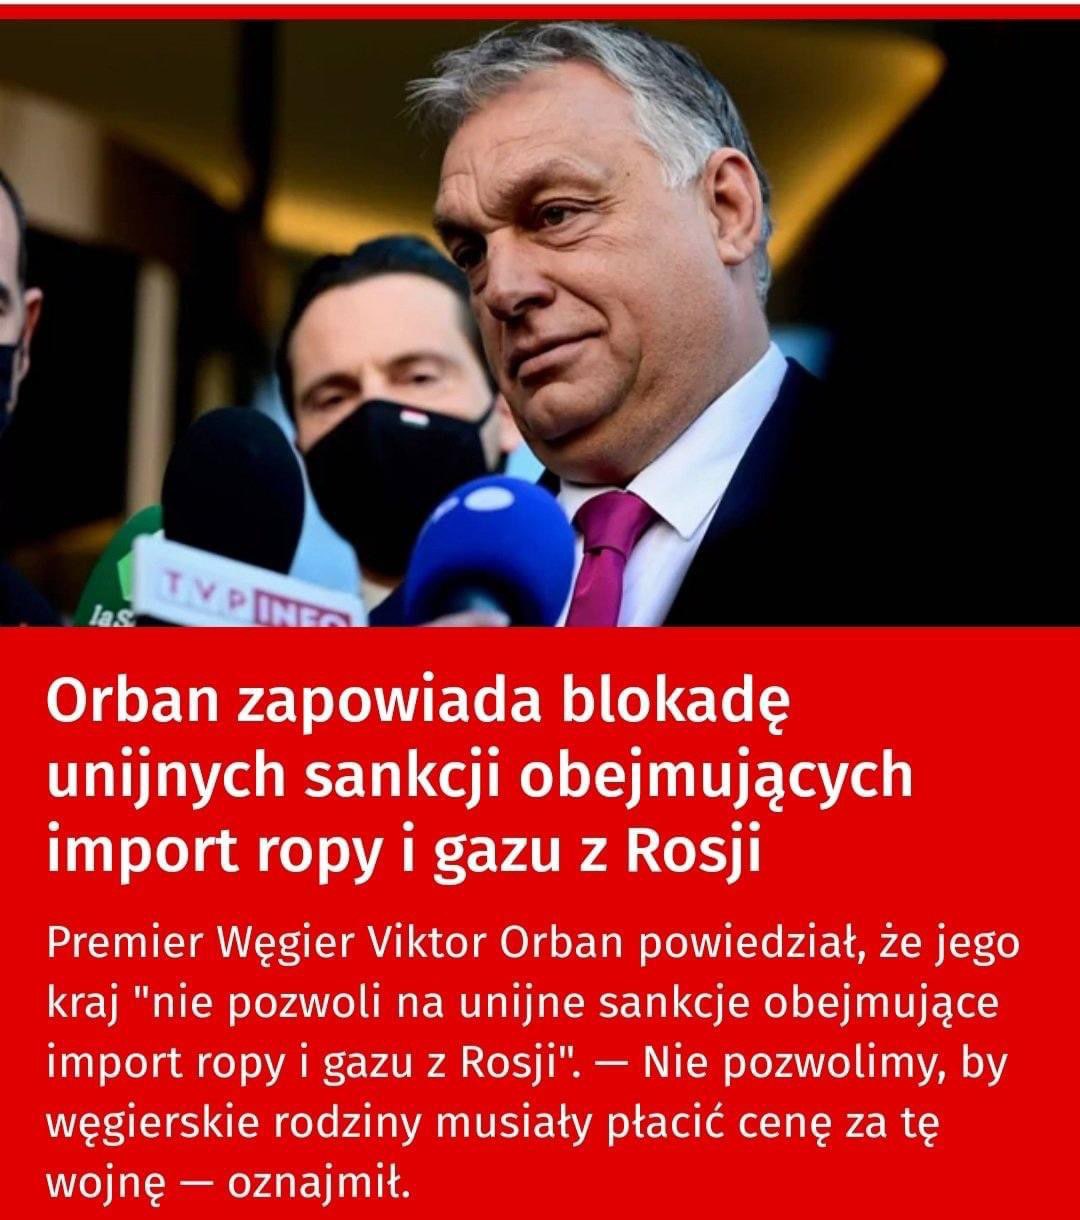 laS
TVP INFO
Orban zapowiada blokadę
unijnych sankcji obejmujących
import ropy i gazu z Rosji
Premier Węgier Viktor Orban powiedział, że jego
kraj "nie pozwoli na unijne sankcje obejmujące
import ropy i gazu z Rosji". — Nie pozwolimy, by
węgierskie rodziny musiały płacić cenę za tę
wojnę — oznajmił.